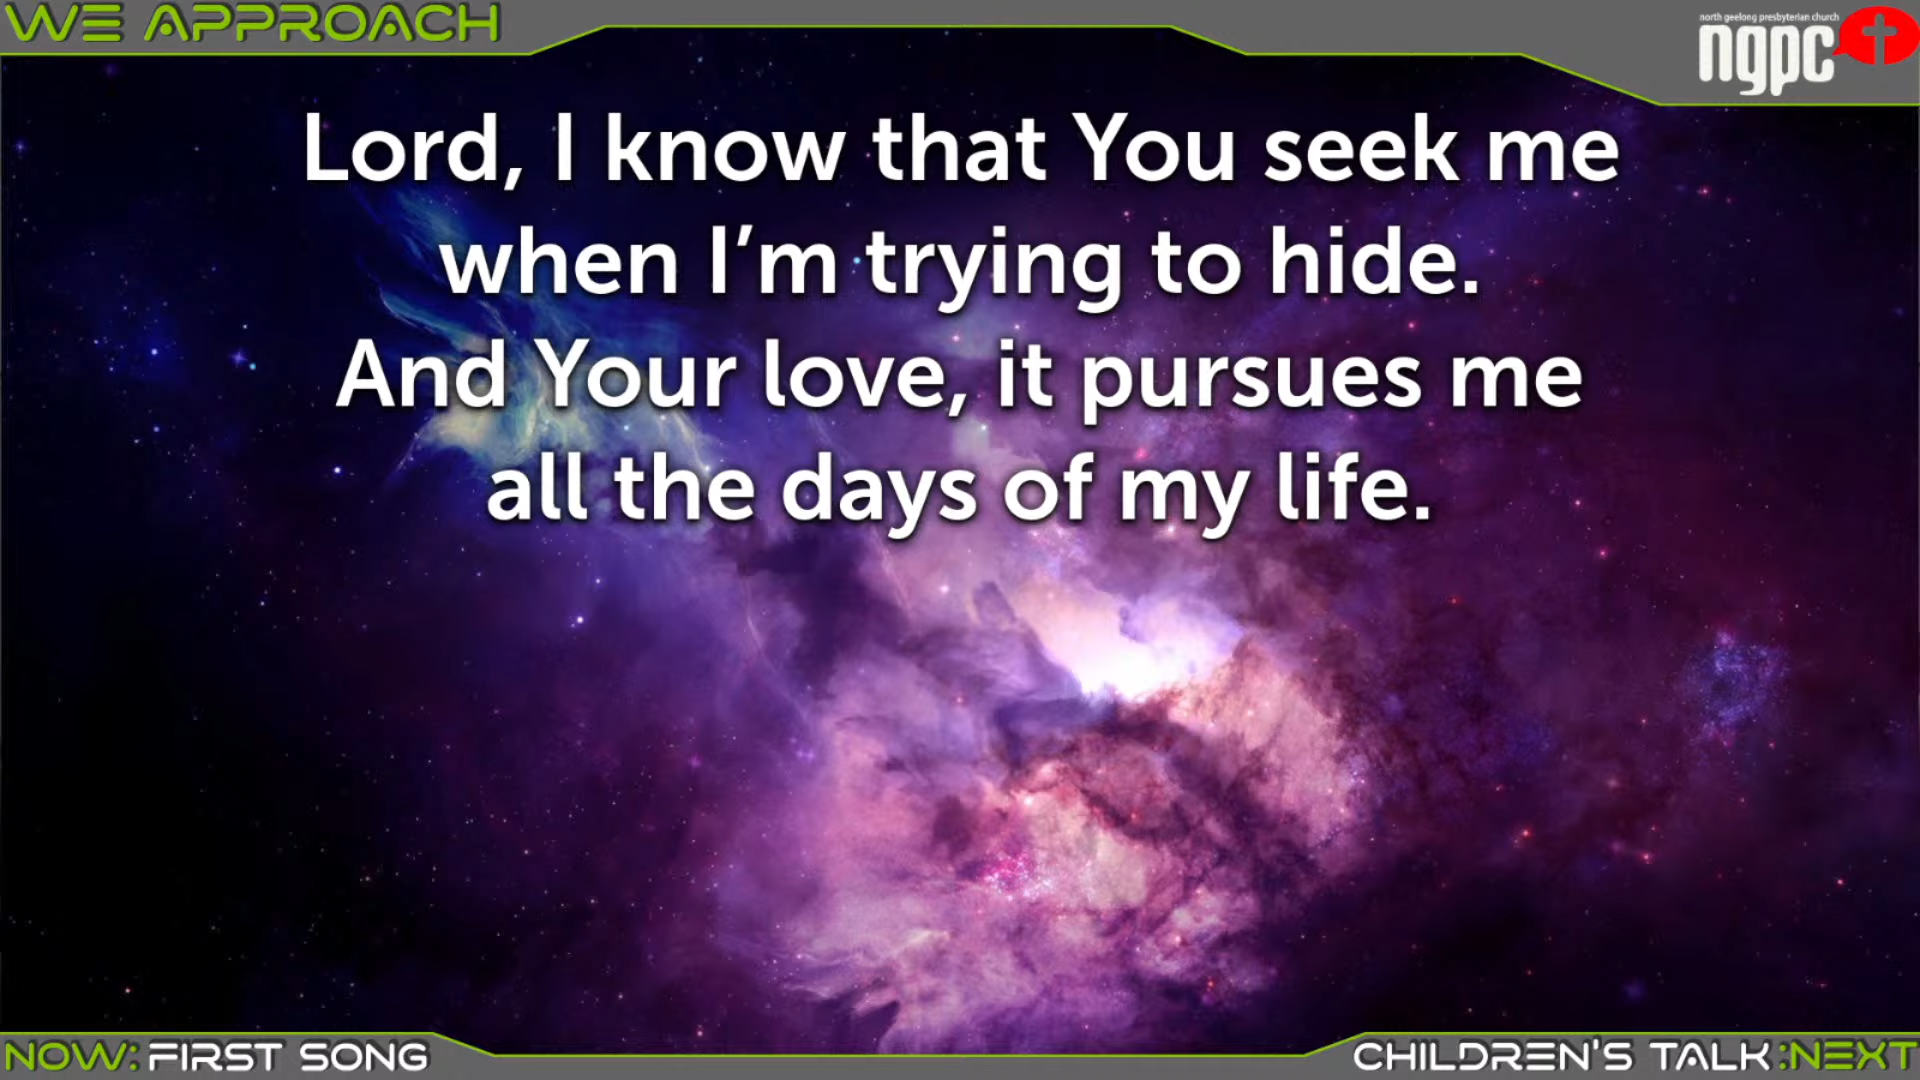 WE APPROACH
north geelong presbyterian church
ngpc
Lord, I know that You seek me
when I’m trying to hide.
And Your love, it pursues me
all the days of my life.
NOW: FIRST SONG
CHILDREN'S TALK :NEXT